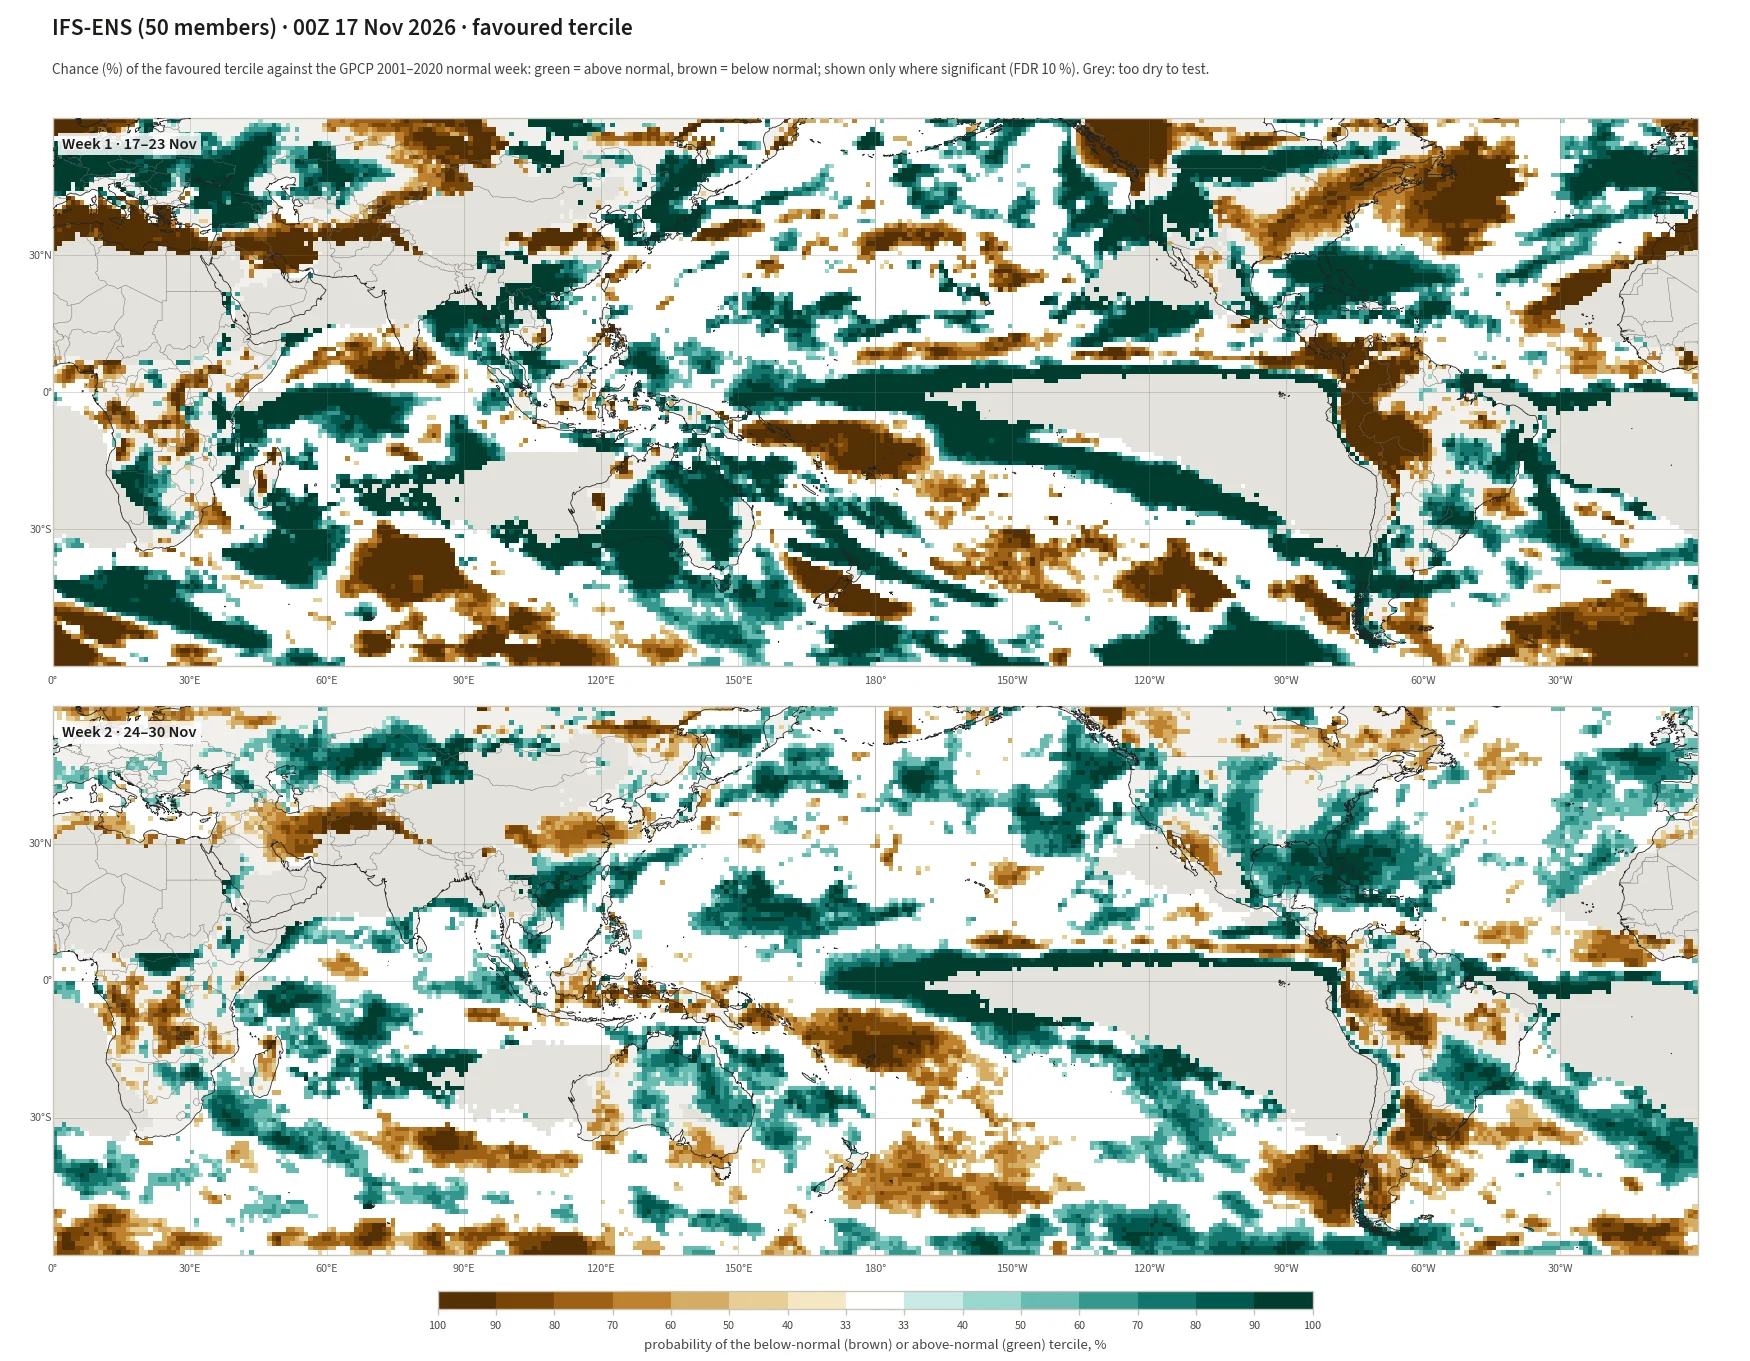 IFS-ENS (50 members) · 00Z 17 Nov 2026 · favoured tercile
Chance (%) of the favoured tercile against the GPCP 2001–2020 normal week: green = above normal, brown = below normal; shown only where significant (FDR 10 %). Grey: too dry to test.
Week 1 · 17–23 Nov
30°N
0°
30°S
0° 30°E 60°E 90°E 120°E 150°E 180° 150°W 120°W 90°W 60°W 30°W
Week 2 · 24–30 Nov
30°N
0°
30°S
0° 30°E 60°E 90°E 120°E 150°E 180° 150°W 120°W 90°W 60°W 30°W
100 90 80 70 60 50 40 33 33 40 50 60 70 80 90 100
probability of the below-normal (brown) or above-normal (green) tercile, %